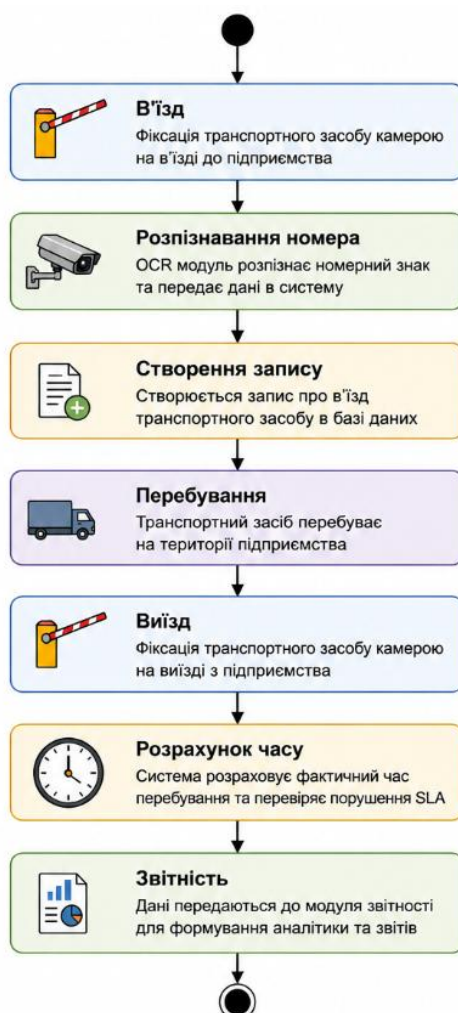 В'їзд
Фіксація транспортного засобу камерою
на в'їзді до підприємства
Розпізнавання номера
OCR модуль розпізнає номерний знак
та передає дані в систему
Створення запису
Створюється запис про в'їзд
транспортного засобу в базі даних
Перебування
Транспортний засіб перебуває
на території підприємства
Виїзд
Фіксація транспортного засобу камерою
на виїзді з підприємства
Розрахунок часу
Система розраховує фактичний час
перебування та перевіряє порушення SLA
Звітність
Дані передаються до модуля звітності
для формування аналітики та звітів